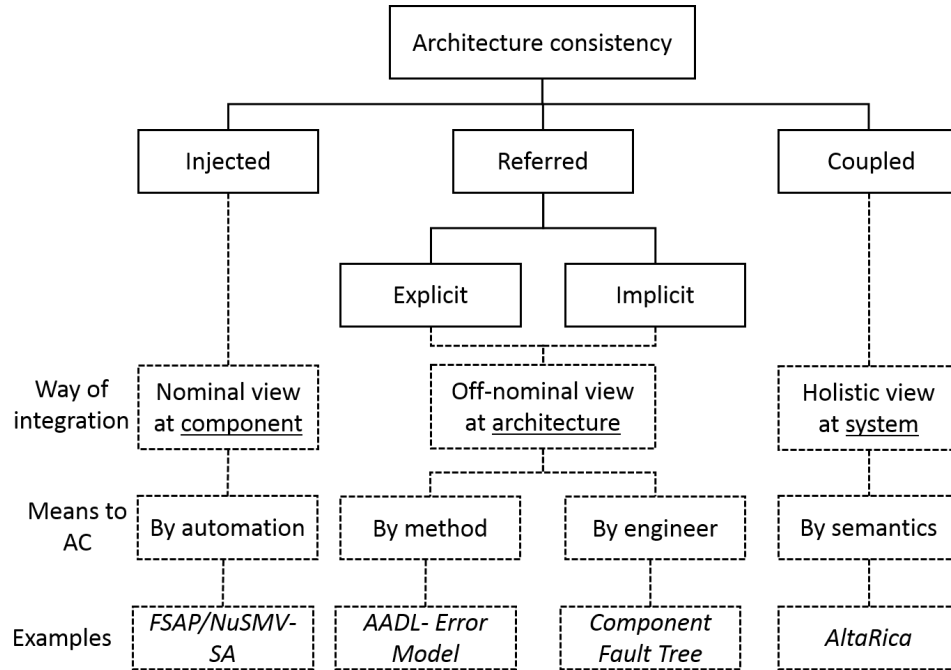 Architecture consistency
Injected
Referred
Coupled
Explicit
Implicit
Way of
integration
Nominal view
at component
Off-nominal view
at architecture
Holistic view
at system
Means to
AC
By automation
By method
By engineer
By semantics
Examples
FSAP/NuSMV-
SA
AADL- Error
Model
Component
Fault Tree
AltaRica